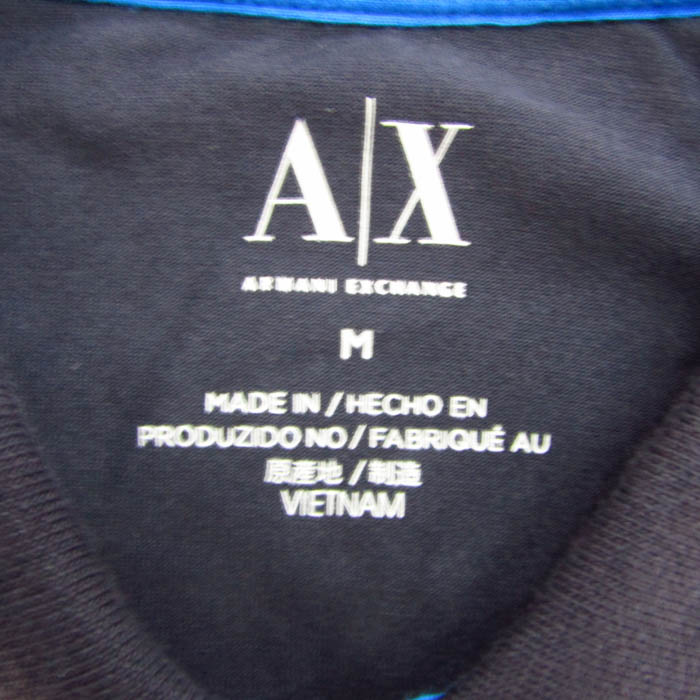 A|X
ARMANI EXCHANGE
M
MADE IN / HECHO EN
PRODUZIDO NO / FABRIQUÉ AU
原産地 / 制造
VIETNAM